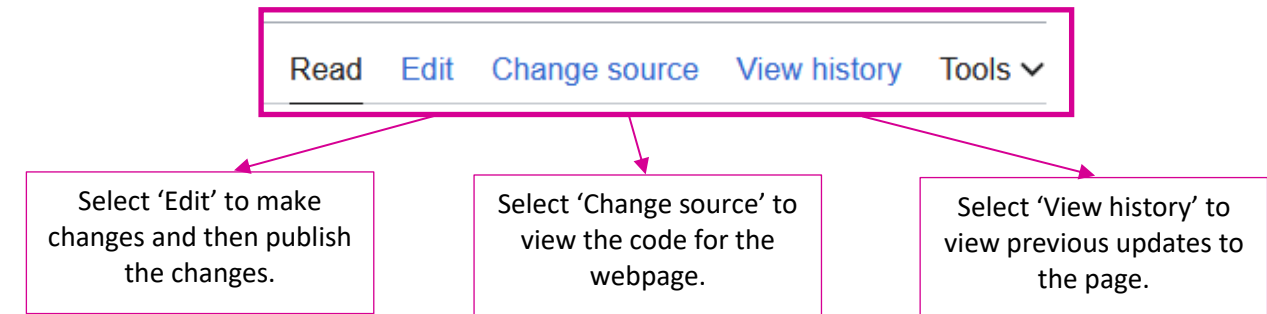 Read Edit Change source View history Tools
Select ‘Edit’ to make
changes and then publish
the changes.
Select ‘Change source’ to
view the code for the
webpage.
Select ‘View history’ to
view previous updates to
the page.